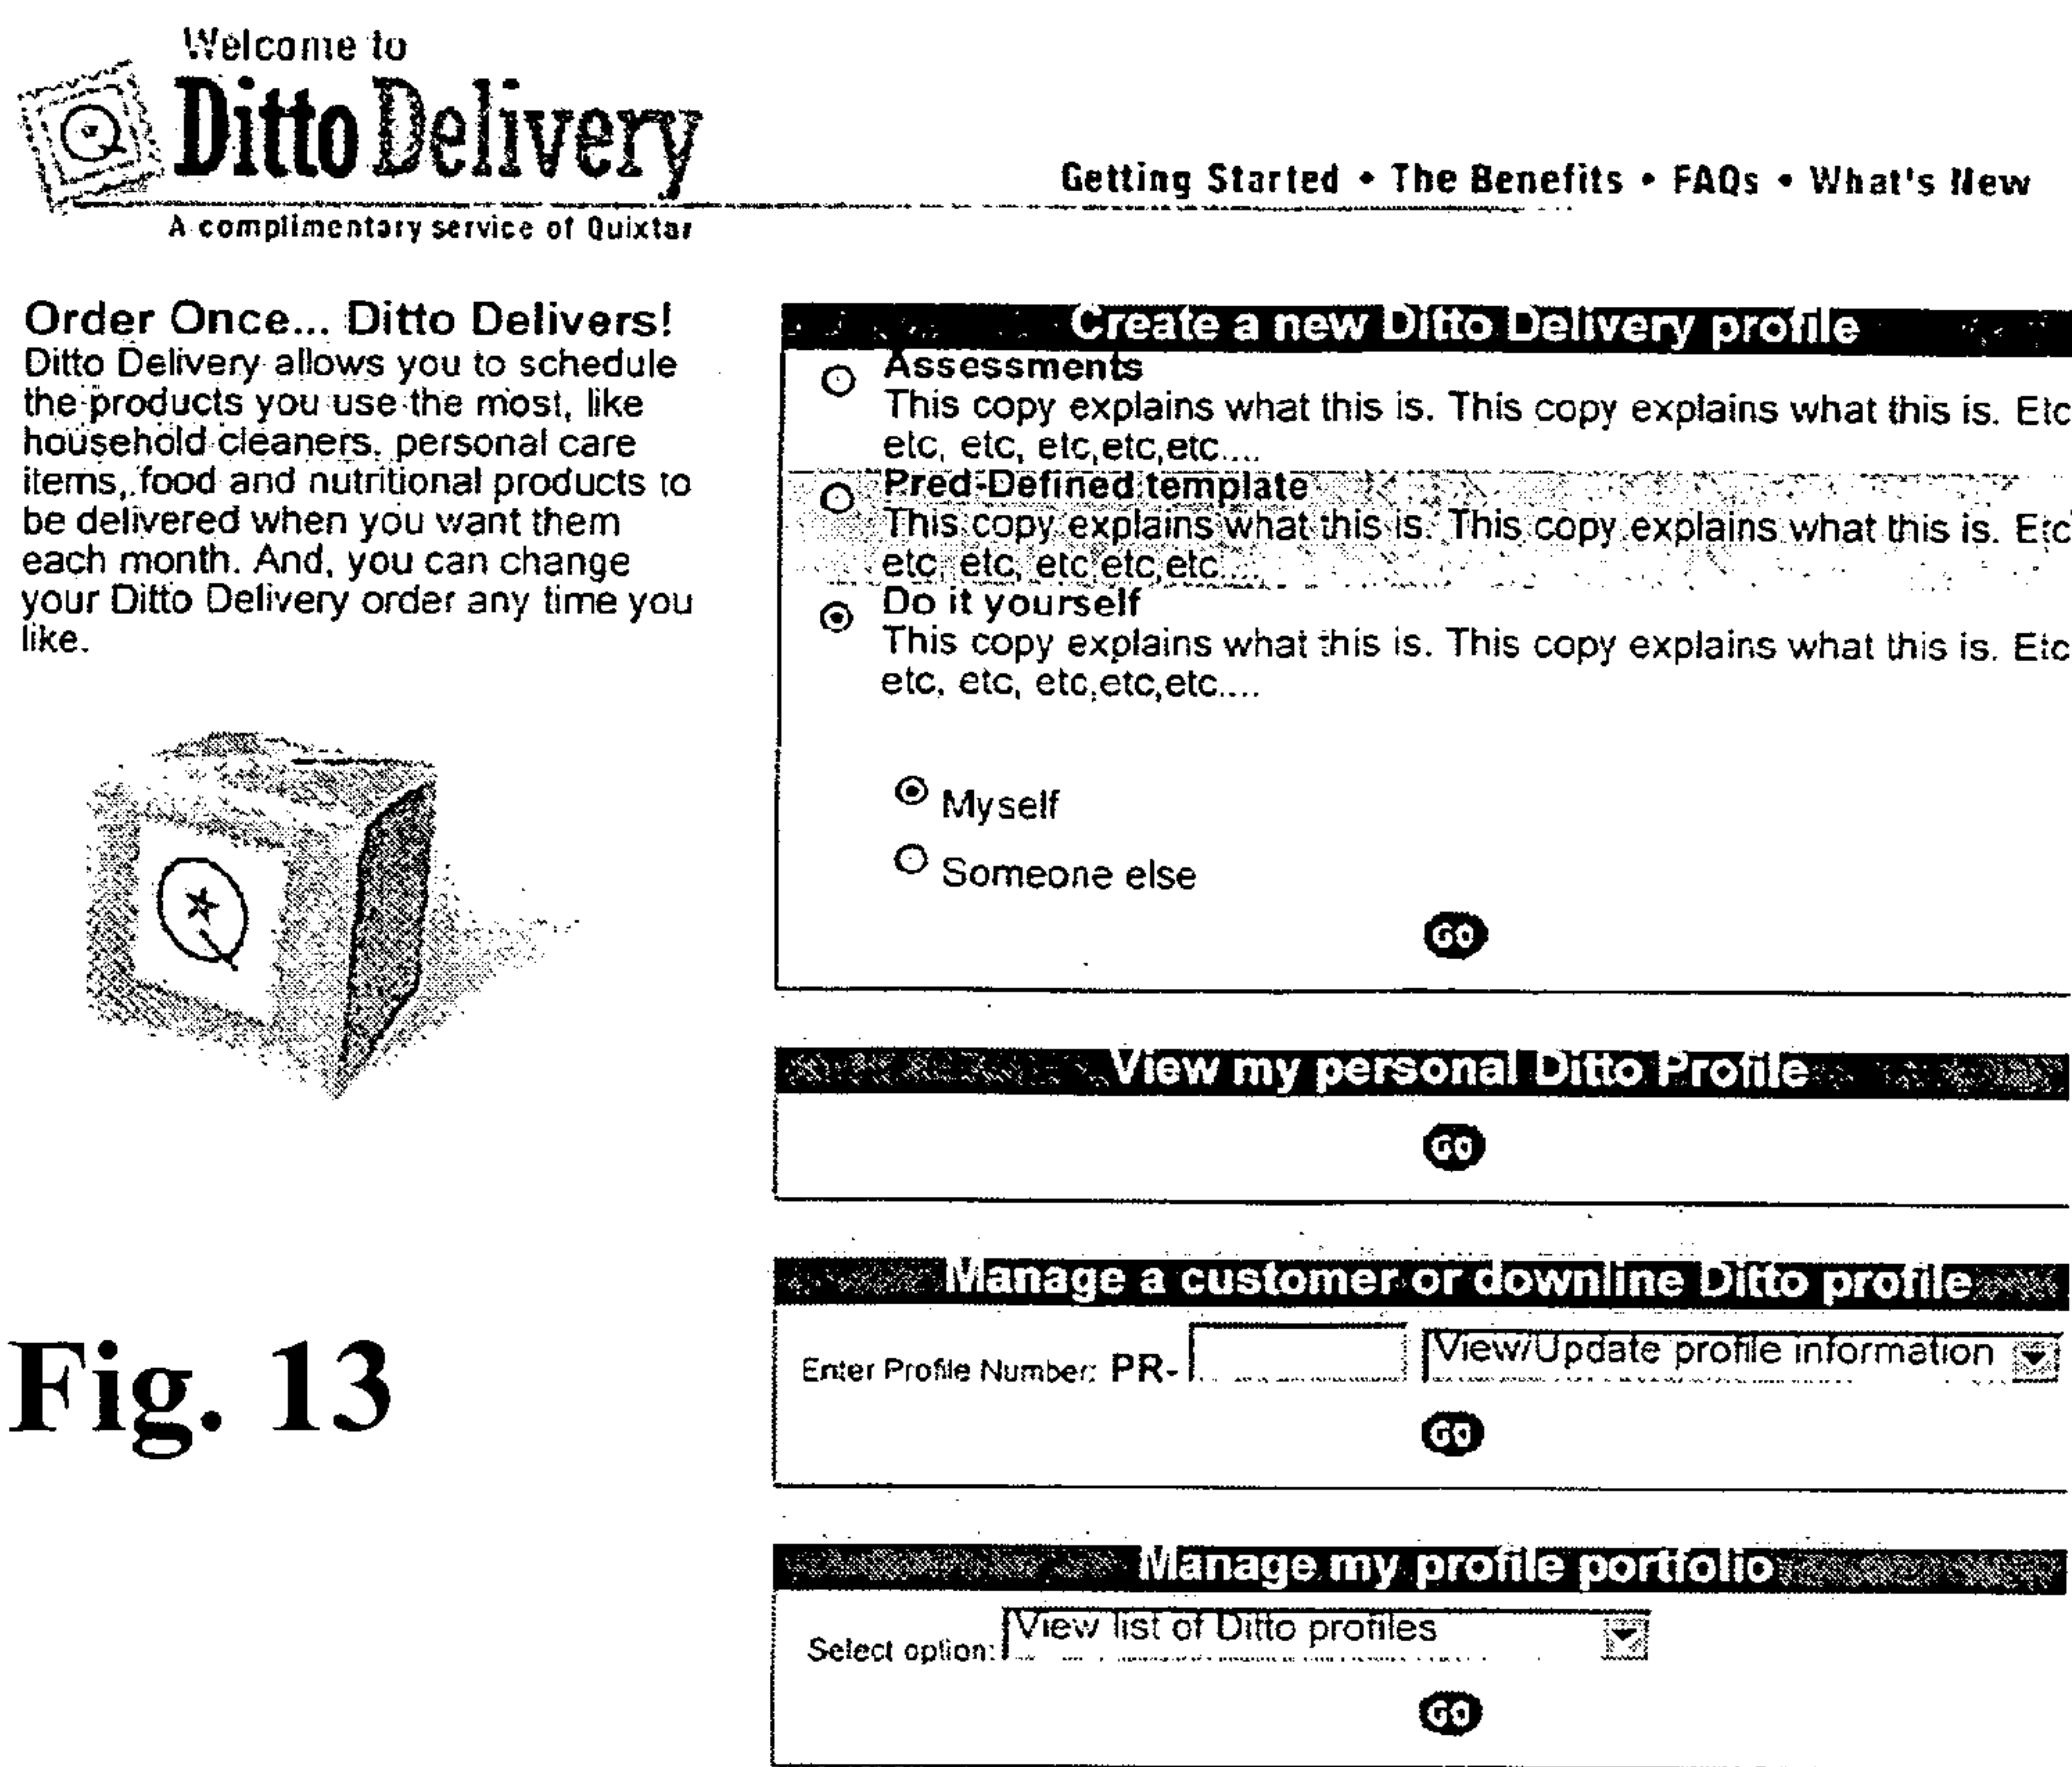 Welcome to
Ditto Delivery
A complimentary service of Quixtar
Getting Started • The Benefits • FAQs • What's New
Order Once... Ditto Delivers!
Ditto Delivery allows you to schedule
the products you use the most, like
household cleaners, personal care
items, food and nutritional products to
be delivered when you want them
each month. And, you can change
your Ditto Delivery order any time you
like.
Create a new Ditto Delivery profile
Assessments
This copy explains what this is. This copy explains what this is. Etc
etc, etc, etc,etc,etc....
Pred-Defined template
This copy explains what this is. This copy explains what this is. Etc
etc, etc, etc,etc,etc....
Do it yourself
This copy explains what this is. This copy explains what this is. Etc
etc, etc, etc,etc,etc....
Myself
Someone else
GO
View my personal Ditto Profile
GO
Manage a customer or downline Ditto profile
Enter Profile Number: PR- View/Update profile information
GO
Manage my profile portfolio
Select option: View list of Ditto profiles
GO
Fig. 13